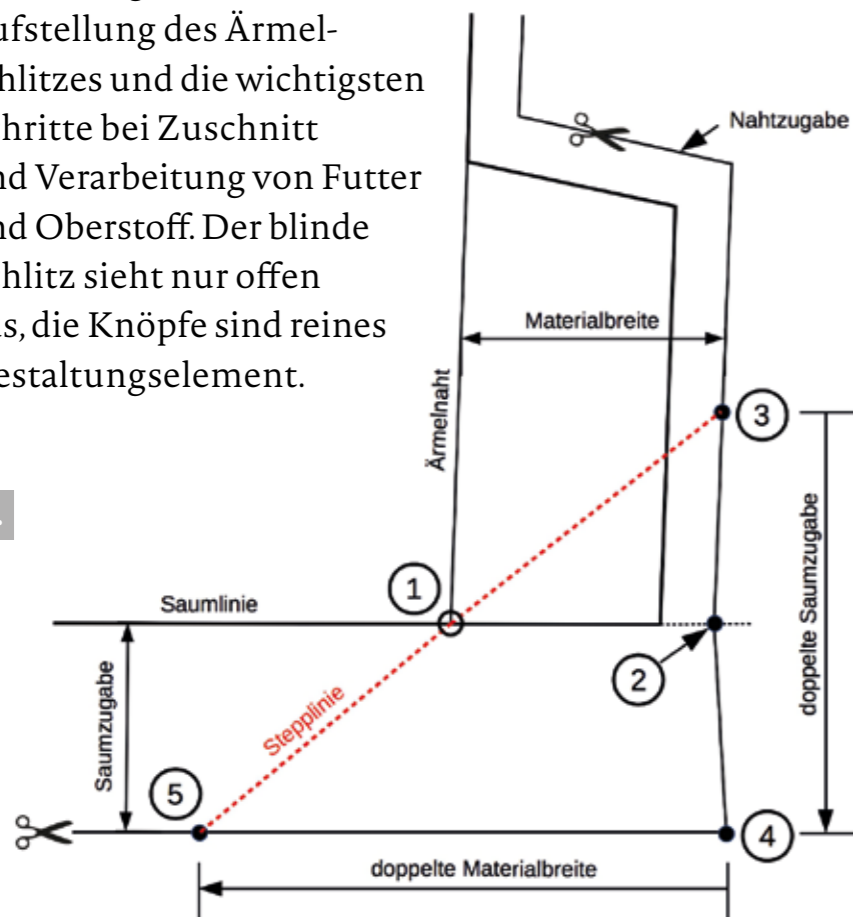 ufstellung des Ärmel-
hlitzes und die wichtigsten
hritte bei Zuschnitt
nd Verarbeitung von Futter
nd Oberstoff. Der blinde
hlitz sieht nur offen
s, die Knöpfe sind reines
estaltungselement.
Nahtzugabe
Materialbreite
Ärmelnaht
3
1
Saumlinie
doppelte Saumzugabe
2
Saumzugabe
Stepplinie
5
4
doppelte Materialbreite